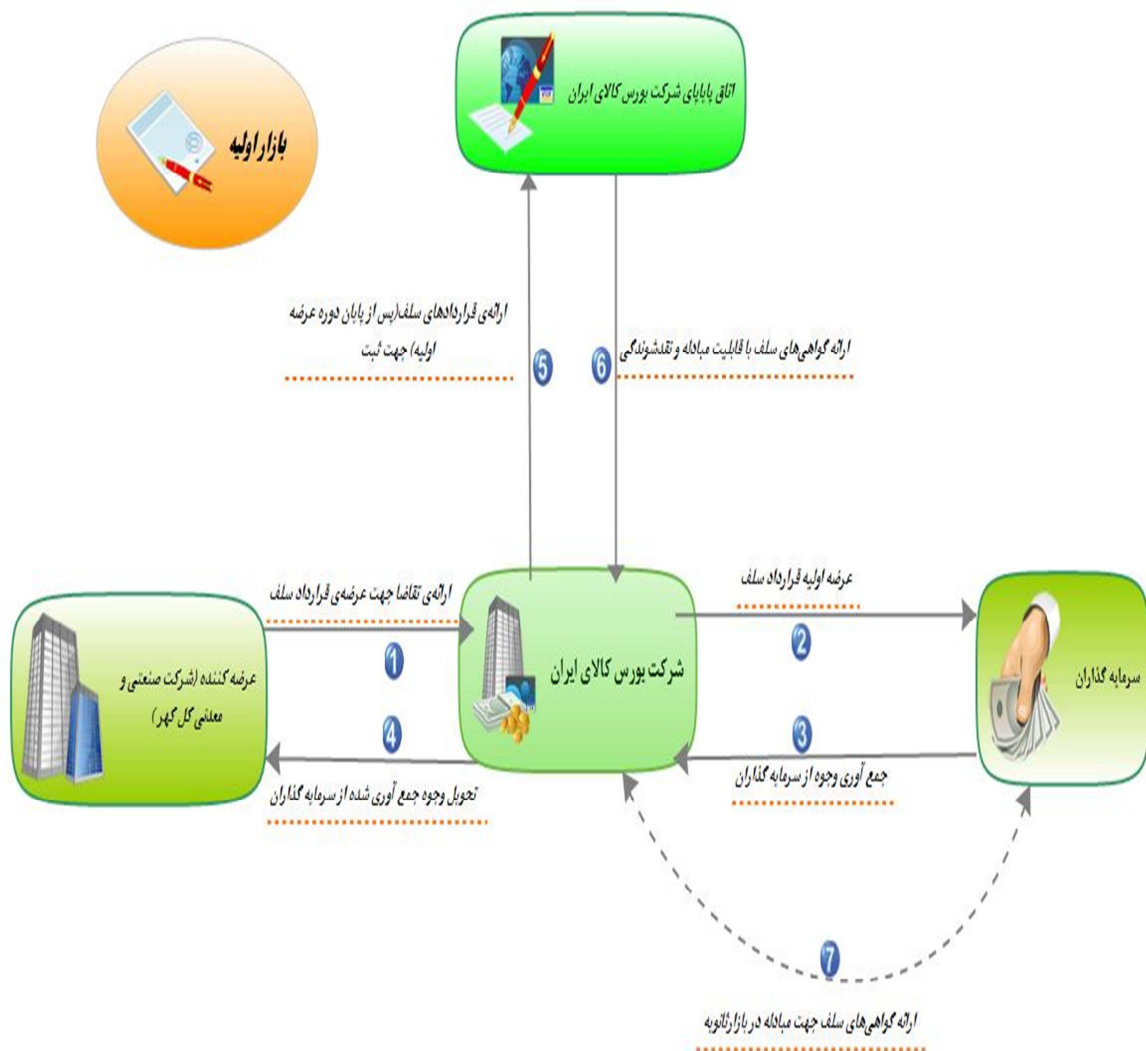 اتاق پایاپای شرکت بورس کالای ایران
بازار اولیه
ارائه‌ی قراردادهای سلف(پس از پایان دوره عرضه
اولیه) جهت ثبت
5
6
ارائه گواهی‌های سلف با قابلیت مبادله و نقدشوندگی
ارائه‌ی تقاضا جهت عرضه‌ی قرارداد سلف
1
عرضه اولیه قرارداد سلف
2
عرضه کننده (شرکت صنعتی و
معدنی گل گهر)
شرکت بورس کالای ایران
سرمایه گذاران
4
تحویل وجوه جمع آوری شده از سرمایه گذاران
3
جمع آوری وجوه از سرمایه گذاران
7
ارائه گواهی‌های سلف جهت مبادله در بازارثانویه